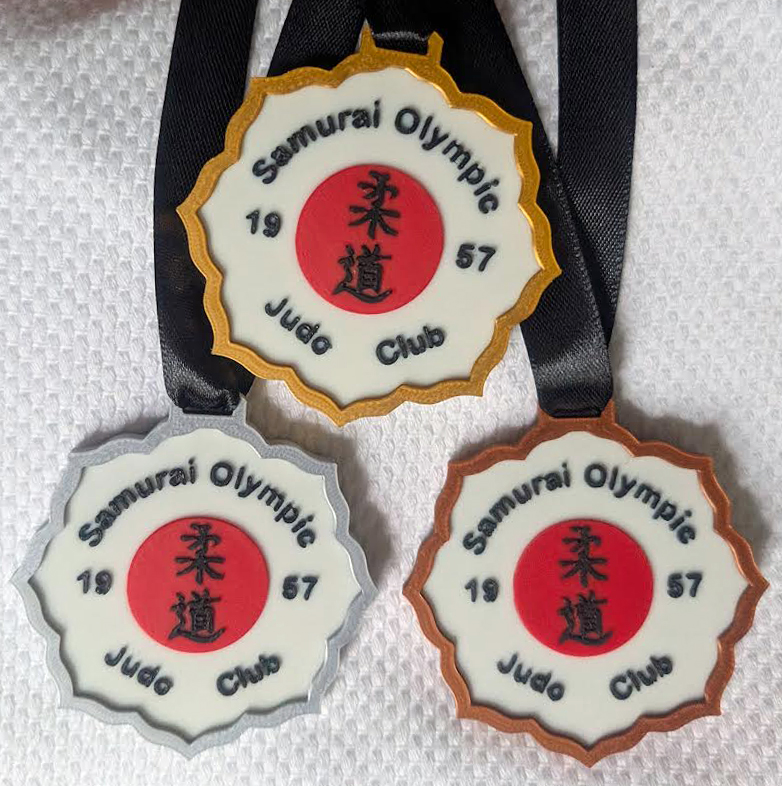 Samurai Olympic
19 57
柔
道
Judo Club
Samurai Olympic
19 57
柔
道
Judo Club
Samurai Olympic
19 57
柔
道
Judo Club